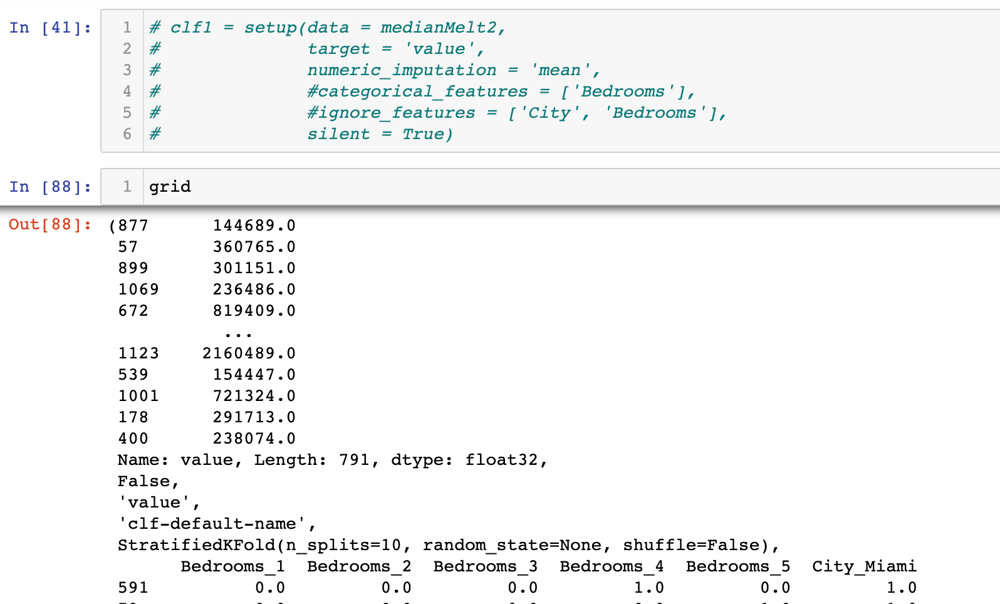 In [41]:
1 # clf1 = setup(data = medianMelt2,
2 #              target = 'value',
3 #              numeric_imputation = 'mean',
4 #              #categorical_features = ['Bedrooms'],
5 #              #ignore_features = ['City', 'Bedrooms'],
6 #              silent = True)
In [88]: 1 grid
Out[88]: (877      144689.0
57       360765.0
899      301151.0
1069     236486.0
672      819409.0
...
1123    2160489.0
539      154447.0
1001     721324.0
178      291713.0
400      238074.0
Name: value, Length: 791, dtype: float32,
False,
'value',
'clf-default-name',
StratifiedKFold(n_splits=10, random_state=None, shuffle=False),
Bedrooms_1  Bedrooms_2  Bedrooms_3  Bedrooms_4  Bedrooms_5  City_Miami
591  0.0  0.0  0.0  1.0  0.0  1.0